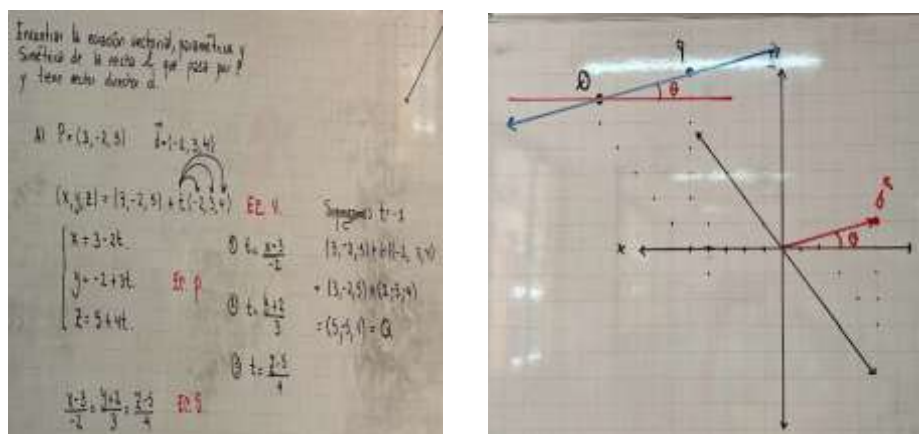 Encontrar la ecuación vectorial, paramétrica y
Simétrica de la recta L que pasa por P
y tiene vector director d.
A) P=(3,-2,5) d=(-2,3,4)
(x,y,z)=(3,-2,5)+t(-2,3,4) Ec. V.
x=3-2t.
y=-2+3t.
z=5+4t.
Ec. p
① t=x-3/-2
② t=y+2/3
③ t=z-5/4
x-3/-2=y+2/3=z-5/4 Ec. S
Supongamos t=-1
(3,-2,5)+(-1)(-2,3,4)
=(3,-2,5)+(2,-3,-4)
=(5,-5,1)=Q
Q
q
θ
x
d
θ